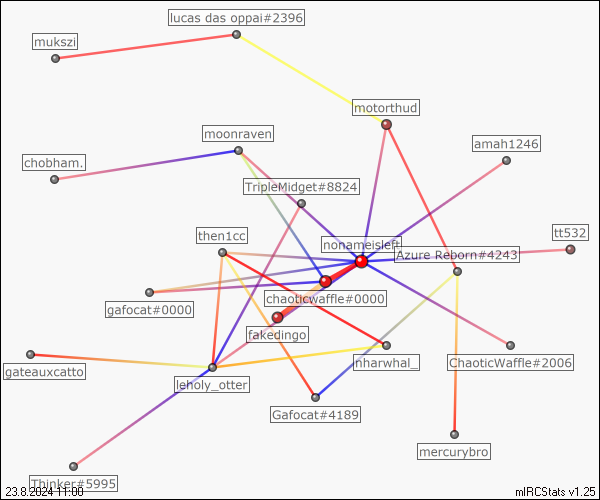 lucas das oppai#2396
mukszi
motorthud
moonraven
amah1246
chobham.
TripleMidget#8824
then1cc
tt532
nonameisleft
Azure Reborn#4243
chaoticwaffle#0000
gafocat#0000
fakedingo
nharwhal_
ChaoticWaffle#2006
gateauxcatto
leholy_otter
Gafocat#4189
mercurybro
Thinker#5995
23.8.2024 11:00
mIRCStats v1.25